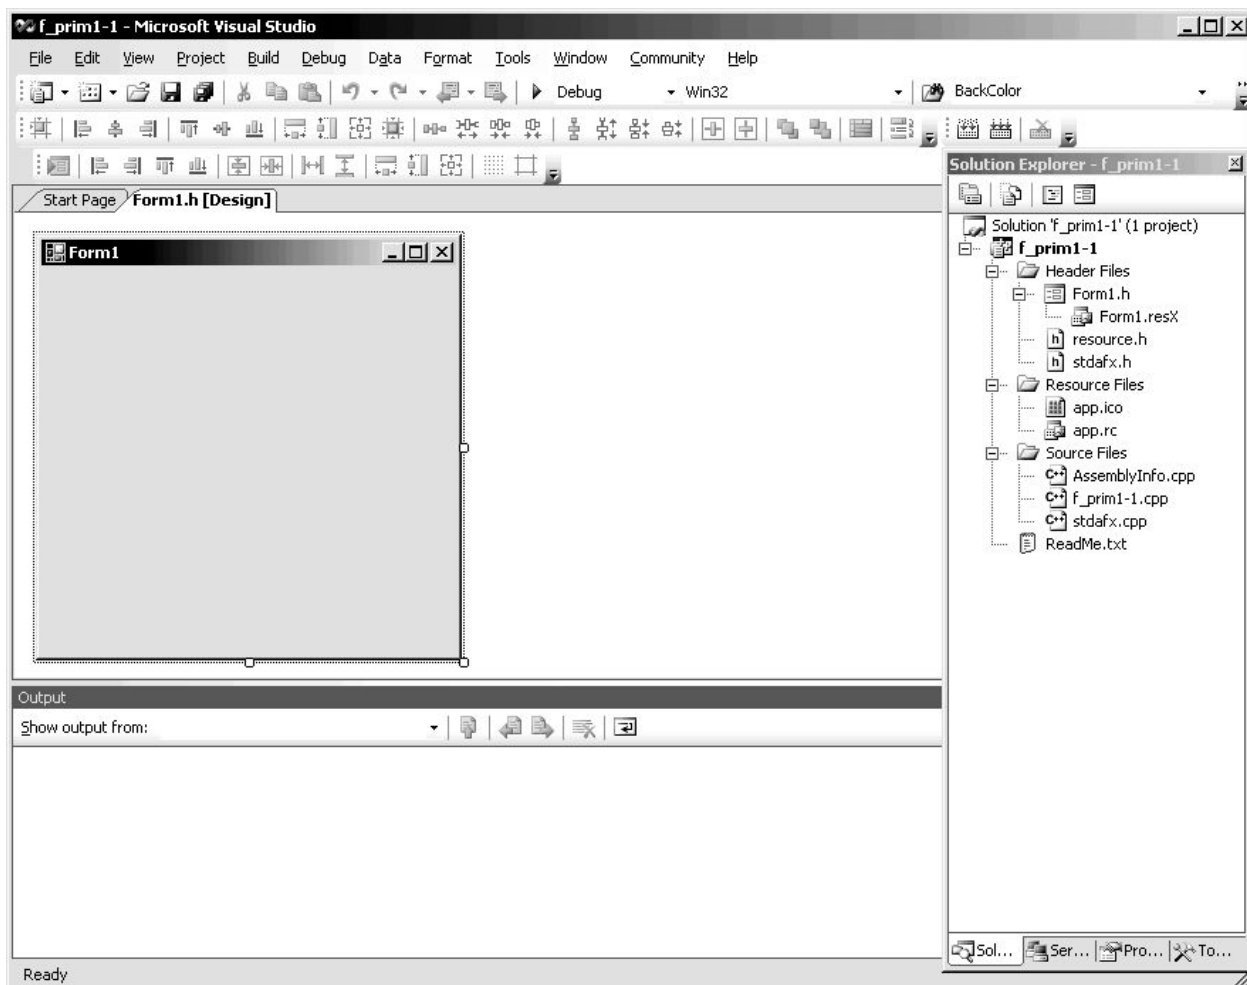 f_prim1-1 - Microsoft Visual Studio
File Edit View Project Build Debug Data Format Tools Window Community Help
Debug Win32 BackColor
Solution Explorer - f_prim1-1
Start Page Form1.h [Design]
Solution 'f_prim1-1' (1 project)
f_prim1-1
Header Files
Form1.h
Form1.resX
resource.h
stdafx.h
Resource Files
app.ico
app.rc
Source Files
AssemblyInfo.cpp
f_prim1-1.cpp
stdafx.cpp
ReadMe.txt
Form1
Output
Show output from:
Sol... Ser... Pro... To...
Ready